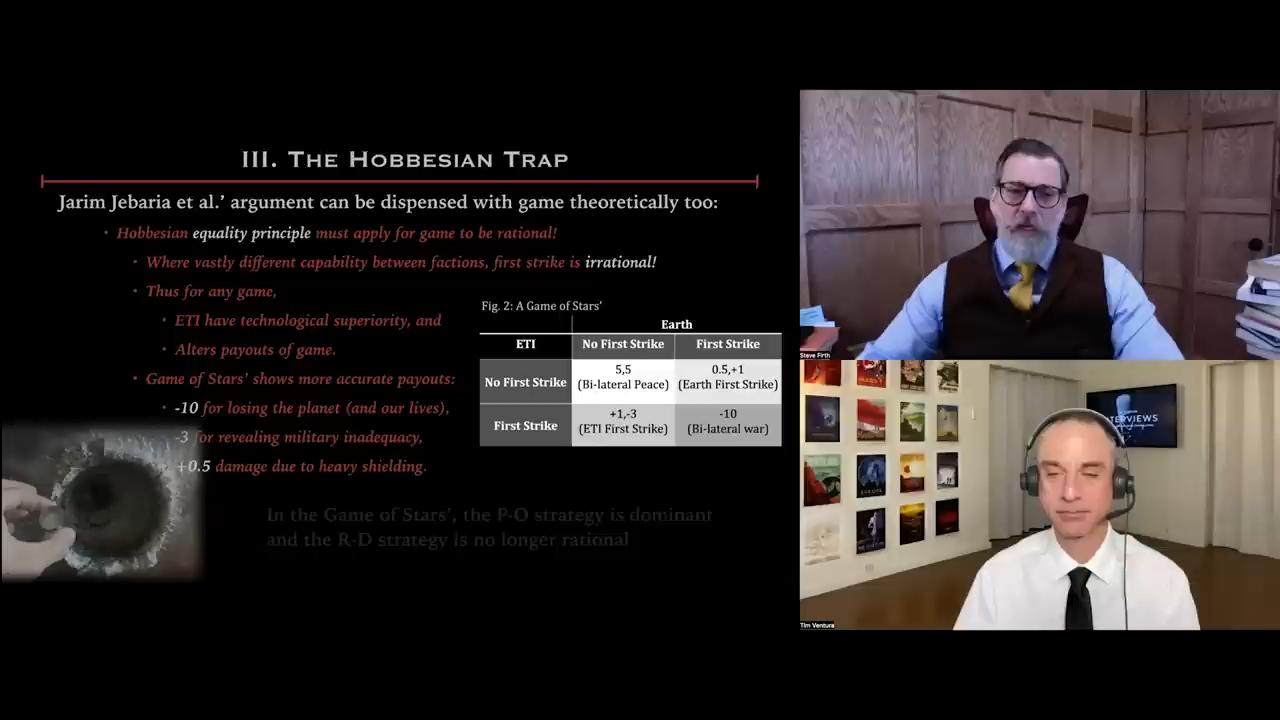 III. The Hobbesian Trap
Jarim Jebaria et al.' argument can be dispensed with game theoretically too:
• Hobbesian equality principle must apply for game to be rational!
• Where vastly different capability between factions, first strike is irrational!
• Thus for any game,
• ETI have technological superiority, and
• Alters payouts of game.
• Game of Stars' shows more accurate payouts:
• -10 for losing the planet (and our lives),
-3 for revealing military inadequacy,
+0.5 damage due to heavy shielding.
Fig. 2: A Game of Stars'
Earth
ETI No First Strike First Strike
No First Strike 5,5 0.5,+1
(Bi-lateral Peace) (Earth First Strike)
First Strike +1,-3 -10
(ETI First Strike) (Bi-lateral war)
In the Game of Stars', the P-O strategy is dominant
and the R-D strategy is no longer rational
Steve Firth
INTERVIEWS
Tim Ventura